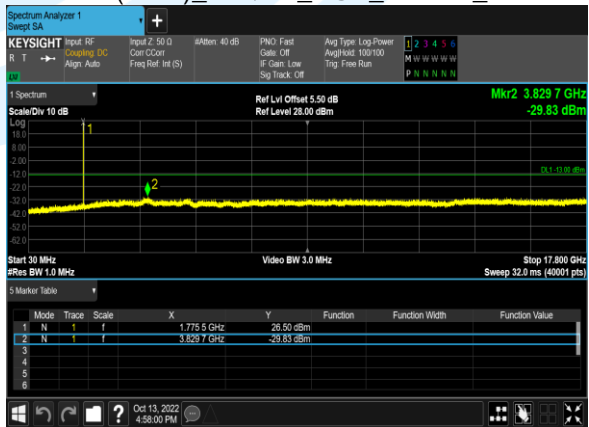 Spectrum Analyzer 1
Swept SA
KEYSIGHT Input: RF Input Z: 50 Ω #Atten: 40 dB PNO: Fast Avg Type: Log-Power 1 2 3 4 5 6
R T Coupling: DC Corr CCorr Gate: Off Avg|Hold: 100/100 M W W W W W
Align: Auto Freq Ref: Int (S) IF Gain: Low Trig: Free Run
LU Sig Track: Off P N N N N N
1 Spectrum Ref Lvl Offset 5.50 dB Mkr2 3.829 7 GHz
Scale/Div 10 dB Ref Level 28.00 dBm -29.83 dBm
Log
18.0
8.00
-2.00
-12.0
-22.0
-32.0
-42.0
-52.0
-62.0
1
2
DL1 -13.00 dBm
Start 30 MHz Video BW 3.0 MHz Stop 17.800 GHz
#Res BW 1.0 MHz Sweep 32.0 ms (40001 pts)
5 Marker Table
Mode Trace Scale X Y Function Function Width Function Value
1 N 1 f 1.775 5 GHz 26.50 dBm
2 N 1 f 3.829 7 GHz -29.83 dBm
3
4
5
6
? Oct 13, 2022
4:58:00 PM